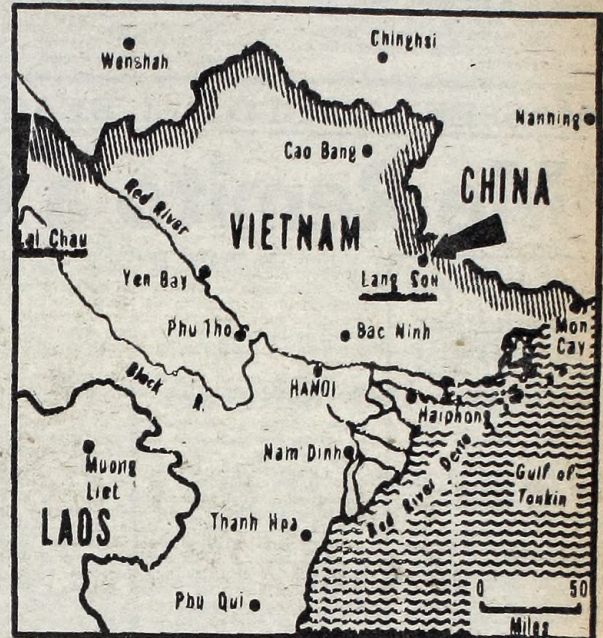 Chinghsi
Wenshah
Nanning
Cao Bang
CHINA
Red River
VIETNAM
Lai Chau
Lang Son
Yen Bay
Mon
Cay
Phu Tho
Bac Ninh
Black R.
HANOI
Haiphong
Nam Dinh
Muong
Liet
Gulf of
Tonkin
Red River Delta
LAOS
Thanh Hoa
0 50
Miles
Phu Qui